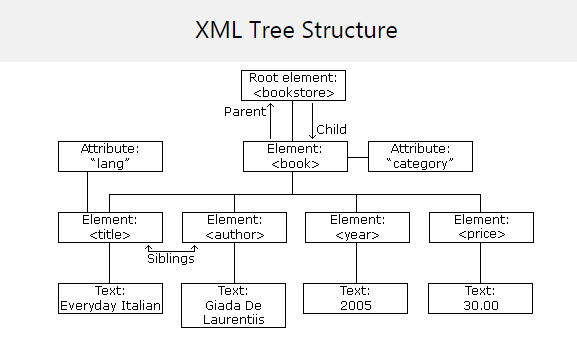 XML Tree Structure
Root element:
<bookstore>
Parent
Child
Attribute:
“lang”
Element:
<book>
Attribute:
“category”
Element:
<title>
Element:
<author>
Element:
<year>
Element:
<price>
Siblings
Text:
Everyday Italian
Text:
Giada De
Laurentiis
Text:
2005
Text:
30.00